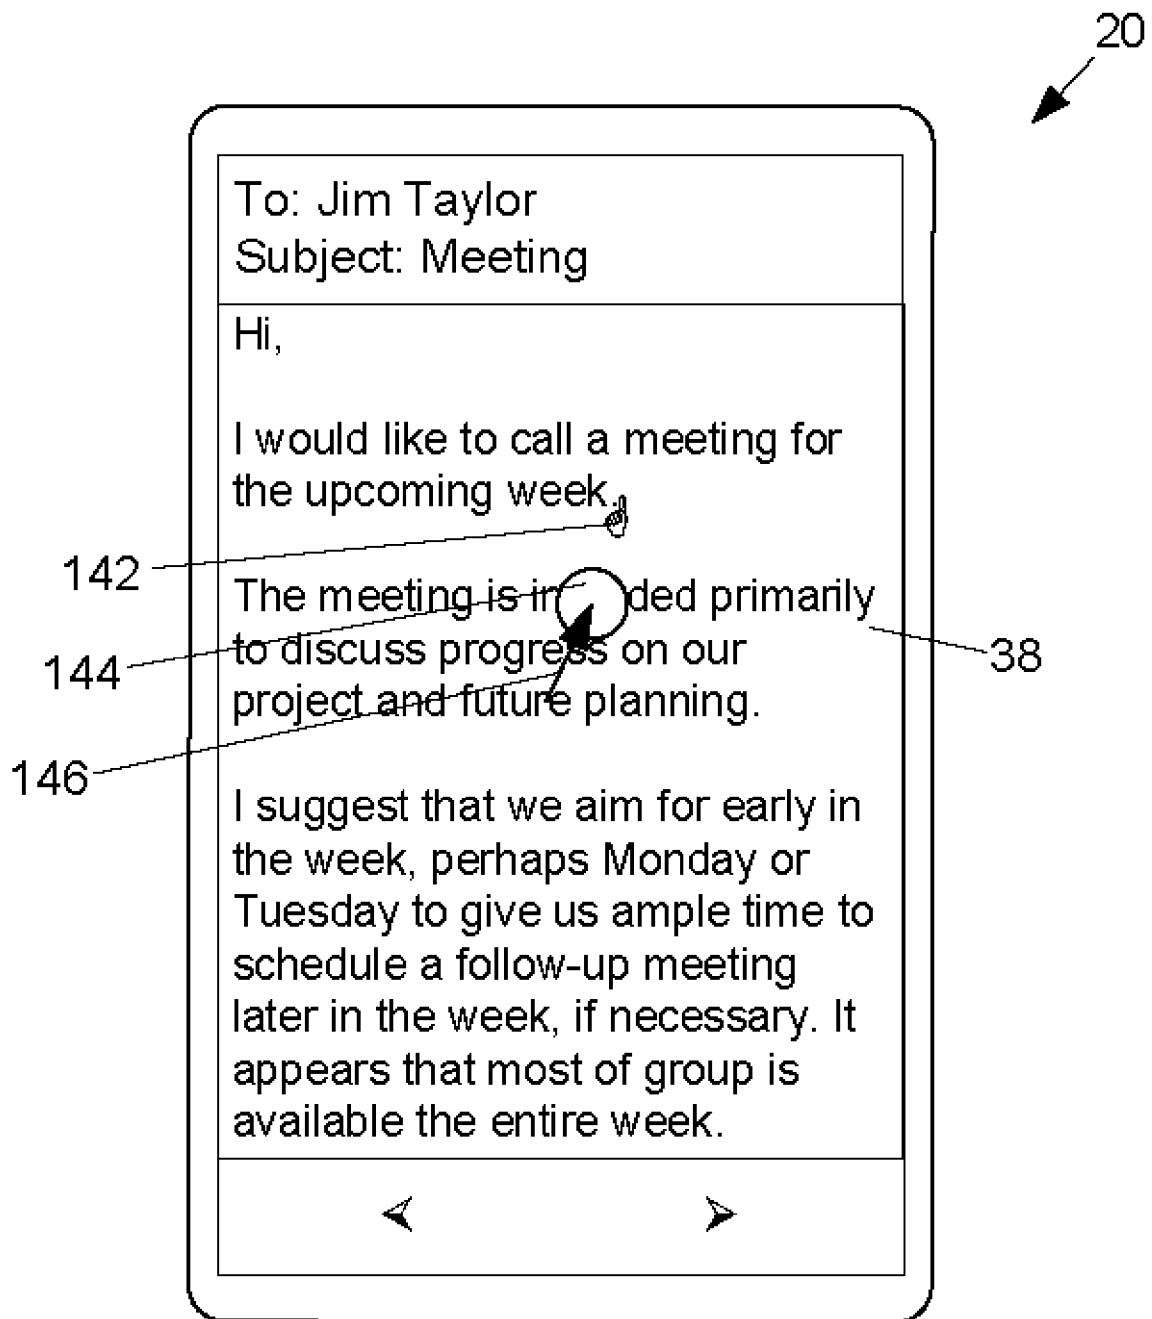 20
To: Jim Taylor
Subject: Meeting
Hi,
I would like to call a meeting for
the upcoming week.
142
The meeting is in ded primarily
144
to discuss progress on our
38
project and future planning.
146
I suggest that we aim for early in
the week, perhaps Monday or
Tuesday to give us ample time to
schedule a follow-up meeting
later in the week, if necessary. It
appears that most of group is
available the entire week.